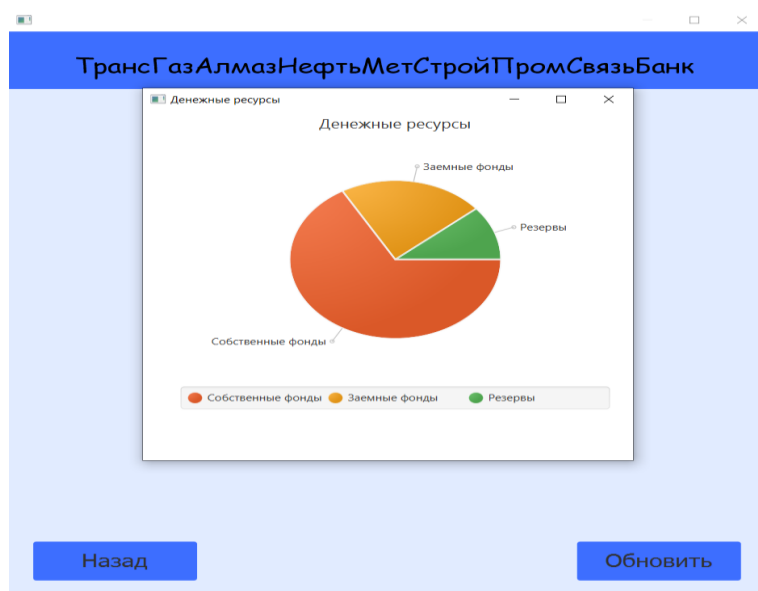 ТрансГазАлмазНефтьМетСтройПромСвязьБанк
Денежные ресурсы
Денежные ресурсы
Заемные фонды
Резервы
Собственные фонды
Собственные фонды Заемные фонды Резервы
Назад Обновить